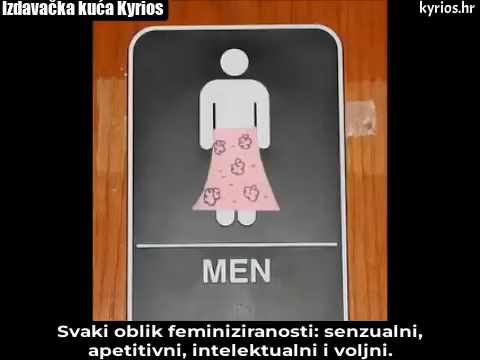 Izdavačka kuća Kyrios
kyrios.hr
MEN
Svaki oblik feminiziranosti: senzualni,
apetitivni, intelektualni i voljni.